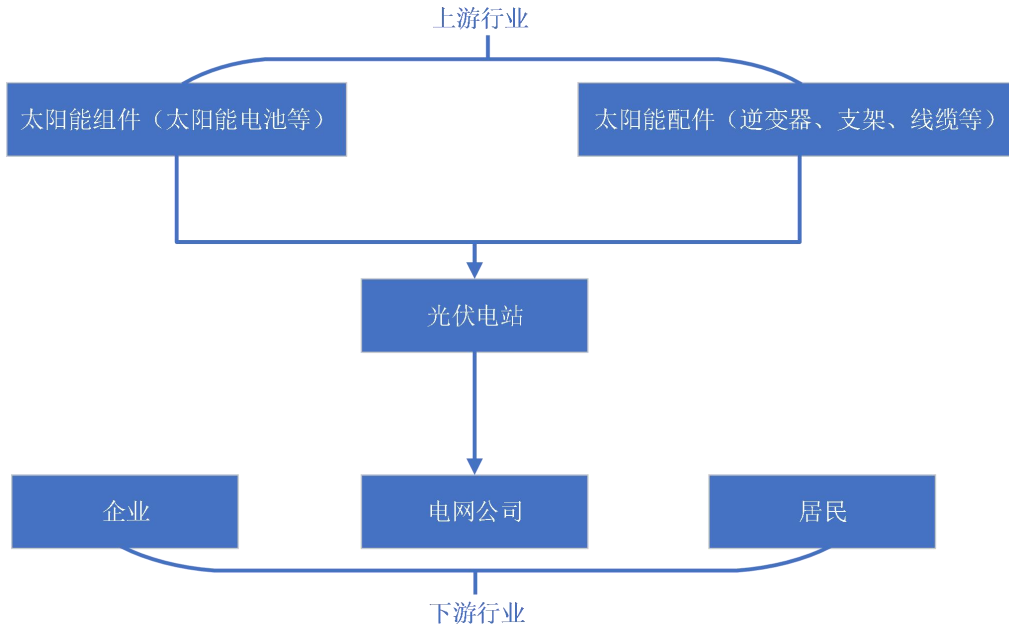 上游行业
太阳能组件（太阳能电池等）
太阳能配件（逆变器、支架、线缆等）
光伏电站
企业
电网公司
居民
下游行业